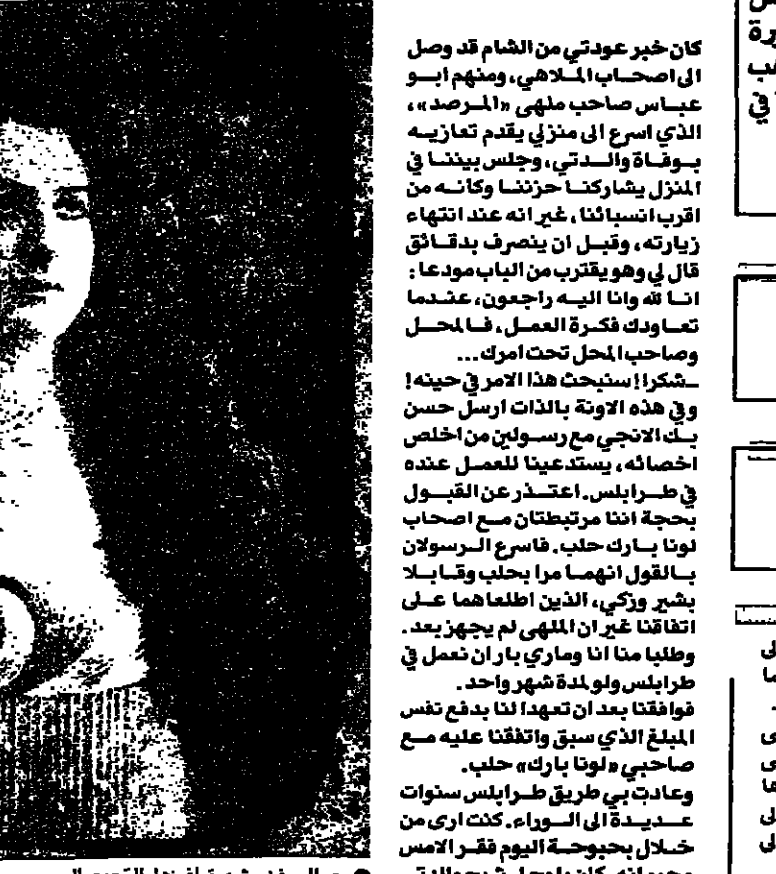 كان خبر عودتي من الشام قد وصل
الى اصحاب الملاهي، ومنهم ابو
عباس صاحب ملهى «المرصد»،
الذي اسرع الى منزلي يقدم تعازيه
بوفاة والدتي، وجلس بيننا في
المنزل يشاركنا حزننا وكانه من
اقرب انسبائنا، غير انه عند انتهاء
زيارته، وقبل ان ينصرف بدقائق
قال لي وهو يقترب من الباب مودعا:
انا لله وانا اليه راجعون، عندما
تعاودك فكرة العمل، فالمحل
وصاحب المحل تحت امرك...
ـ شكرا! سنبحث هذا الامر في حينه!
وفي هذه الاونة بالذات ارسل حسن
بك الانجي مع رسولين من اخلص
اخصائه، يستدعينا للعمل عنده
في طرابلس. اعتذر عن القبول
بحجة اننا مرتبطتان مع اصحاب
لونا بارك حلب. فاسرع الرسولان
بالقول انهما مرا بحلب وقابلا
بشير وزكي، الذين اطلعاهما على
اتفاقنا غير ان الملهى لم يجهز بعد.
وطلبا منا انا وماري بار ان نعمل في
طرابلس ولو لمدة شهر واحد.
فوافقنا بعد ان تعهدا لنا بدفع نفس
المبلغ الذي سبق واتفقنا عليه مع
صاحبي «لونا بارك» حلب.
وعادت بي طريق طرابلس سنوات
عديدة الى الوراء. كنت ارى من
خلال بحبوحة اليوم فقر الامس